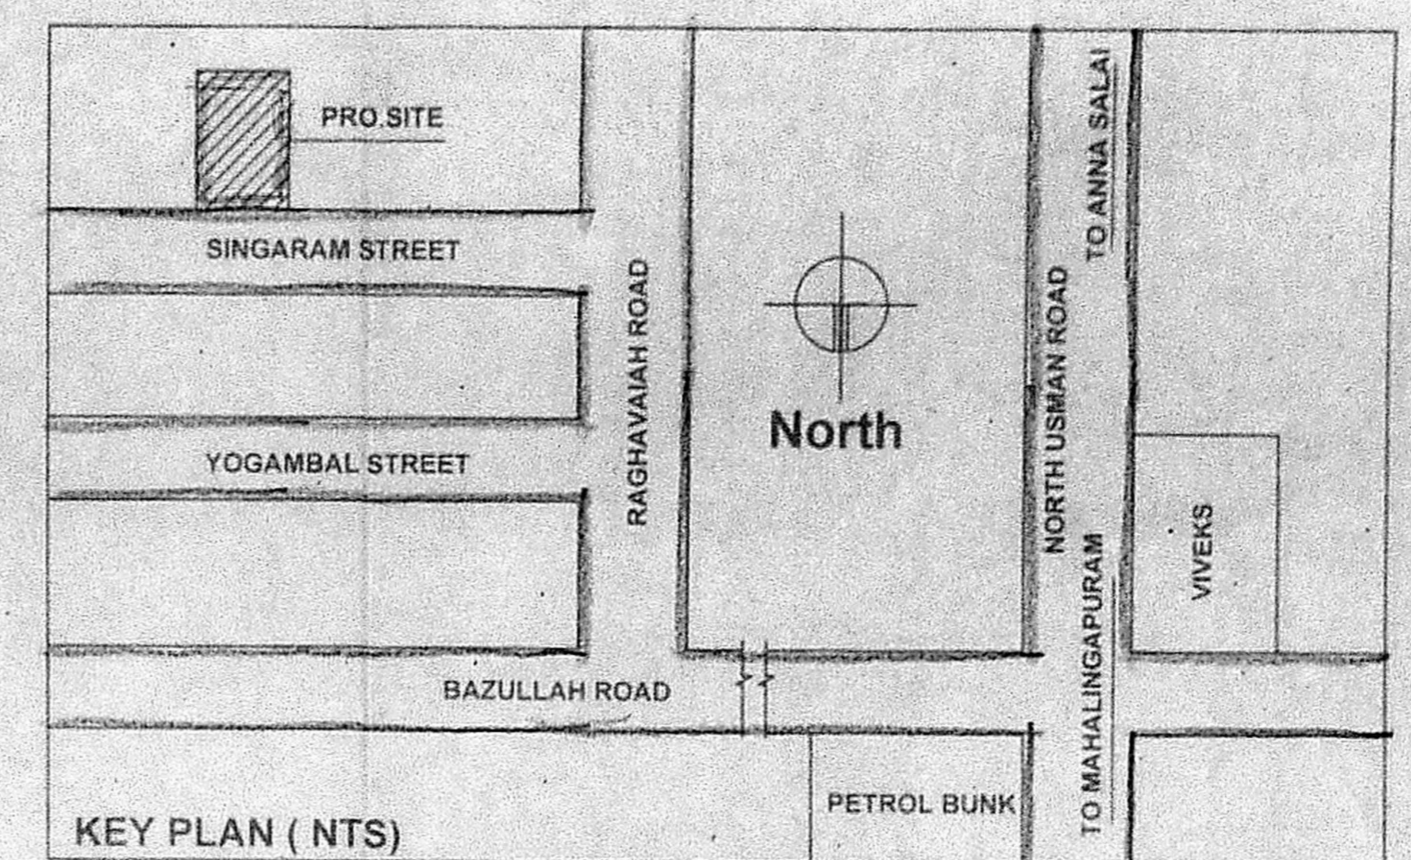 PRO.SITE
TO ANNA SALAI
SINGARAM STREET
RAGHAVAIAH ROAD
NORTH USMAN ROAD
North
YOGAMBAL STREET
VIVEKS
TO MAHALINGAPURAM
BAZULLAH ROAD
PETROL BUNK
KEY PLAN ( NTS)